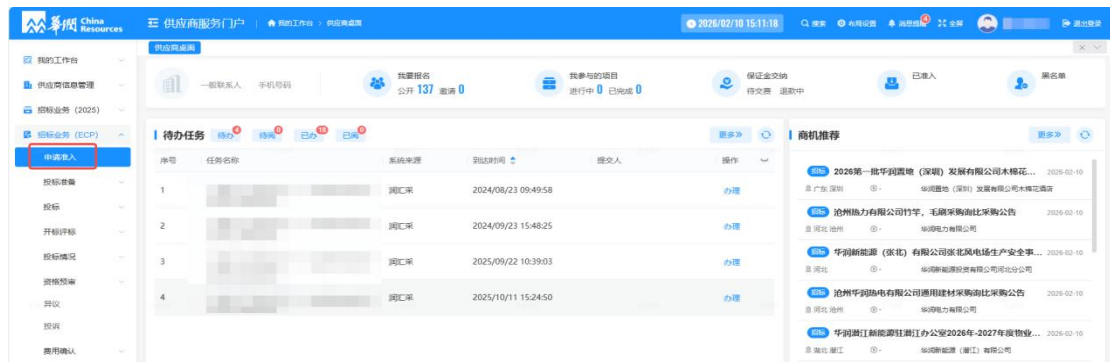 华润 China Resources
供应商服务门户 | 我的工作台 > 供应商桌面
2026/02/10 15:11:18
搜索 布局设置 消息提醒 4 全屏 退出登录
供应商桌面
我的工作台
供应商信息管理
招标业务 (2025)
招标业务 (ECP)
申请准入
投标准备
投标
开标评标
投标情况
资格预审
异议
投诉
费用确认
一般联系人 手机号码
我要报名
公开 137 邀请 0
我参与的项目
进行中 0 已完成 0
保证金交纳
待交费 退款中
已准入
黑名单
待办任务 待办 4 待阅 0 已办 18 已阅 0 更多»
序号 任务名称 系统来源 到达时间 提交人 操作
1 润汇采 2024/08/23 09:49:58 办理
2 润汇采 2024/09/23 15:48:25 办理
3 润汇采 2025/09/22 10:39:03 办理
4 润汇采 2025/10/11 15:24:50 办理
商机推荐 更多»
招标 2026第一批华润置地（深圳）发展有限公司木棉花... 2026-02-10
广东 深圳 - 华润置地（深圳）发展有限公司木棉花酒店
招标 沧州热力有限公司竹竿，毛刷采购询比采购公告 2026-02-10
河北 沧州 - 华润电力有限公司
招标 华润新能源（张北）有限公司张北风电场生产安全事... 2026-02-10
河北 - 华润新能源投资有限公司河北分公司
招标 沧州华润热电有限公司通用建材采购询比采购公告 2026-02-10
河北 沧州 - 华润电力有限公司
招标 华润潜江新能源驻潜江办公室2026年-2027年度物业... 2026-02-10
湖北 潜江 - 华润新能源（潜江）有限公司